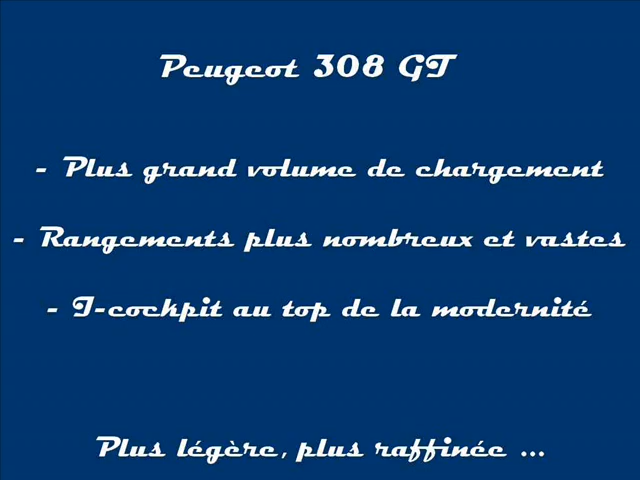 Peugeot 308 GT
- Plus grand volume de chargement
- Rangements plus nombreux et vastes
- I-cockpit au top de la modernité
Plus légère, plus raffinée ...